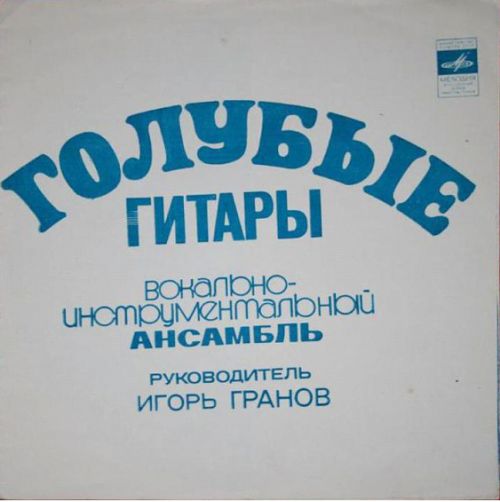 МЕЛОДИЯ
ГОЛУБЫЕ
ГИТАРЫ
ВОКАЛЬНО-
ИНСТРУМЕНТАЛЬНЫЙ
АНСАМБЛЬ
РУКОВОДИТЕЛЬ
ИГОРЬ ГРАНОВ